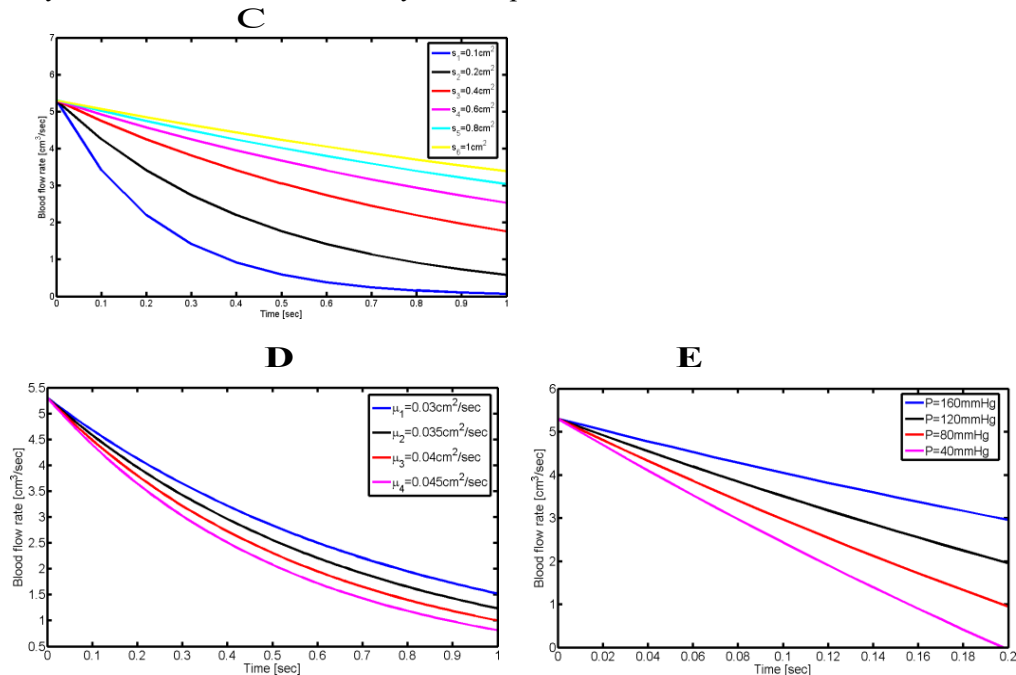 C
7
6
5
4
3
2
1
0
Blood flow rate [cm³/sec]
s₁=0.1cm²
s₂=0.2cm²
s₃=0.4cm²
s₄=0.6cm²
s₅=0.8cm²
s₆=1cm²
0 0.1 0.2 0.3 0.4 0.5 0.6 0.7 0.8 0.9 1
Time [sec]
D
5.5
5
4.5
4
3.5
3
2.5
2
1.5
1
0.5
Blood flow rate [cm³/sec]
μ₁=0.03cm²/sec
μ₂=0.035cm²/sec
μ₃=0.04cm²/sec
μ₄=0.045cm²/sec
0 0.1 0.2 0.3 0.4 0.5 0.6 0.7 0.8 0.9 1
Time [sec]
E
6
5
4
3
2
1
0
Blood flow rate [cm³/sec]
P=160mmHg
P=120mmHg
P=80mmHg
P=40mmHg
0 0.02 0.04 0.06 0.08 0.1 0.12 0.14 0.16 0.18 0.2
Time [sec]